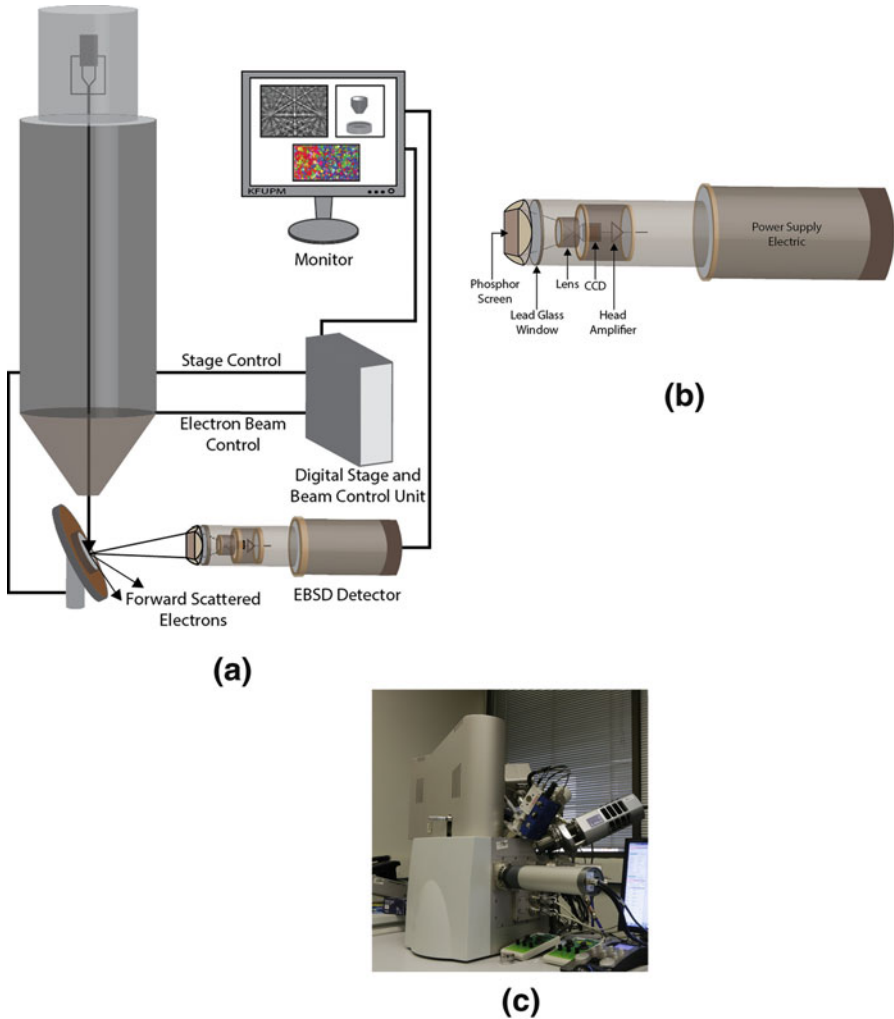 KFUPM
Monitor
Stage Control
Electron Beam
Control
Digital Stage and
Beam Control Unit
Forward Scattered
Electrons
EBSD Detector
(a)
Power Supply
Electric
Phosphor
Screen
Lead Glass
Window
Lens
CCD
Head
Amplifier
(b)
(c)